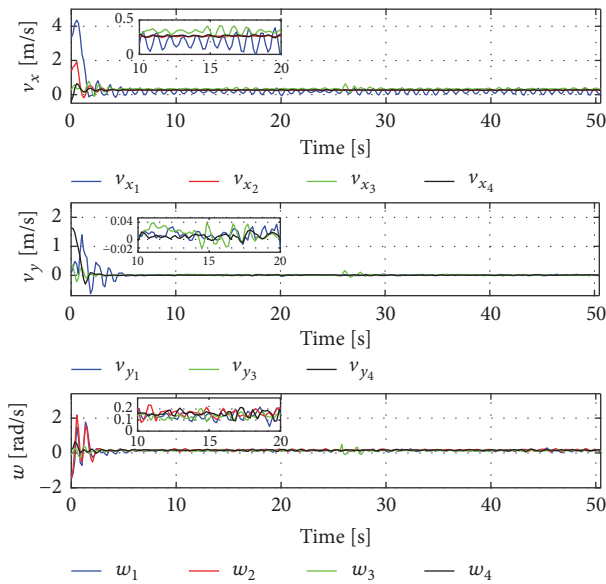 0.5
0
10 15 20
4
2
0
v_x [m/s]
0 10 20 30 40 50
Time [s]
v_x1 v_x2 v_x3 v_x4
0.04
−0.02
10 15 20
2
1
0
v_y [m/s]
0 10 20 30 40 50
Time [s]
v_y1 v_y3 v_y4
0.2
0.1
0
10 15 20
2
0
−2
w [rad/s]
0 10 20 30 40 50
Time [s]
w_1 w_2 w_3 w_4